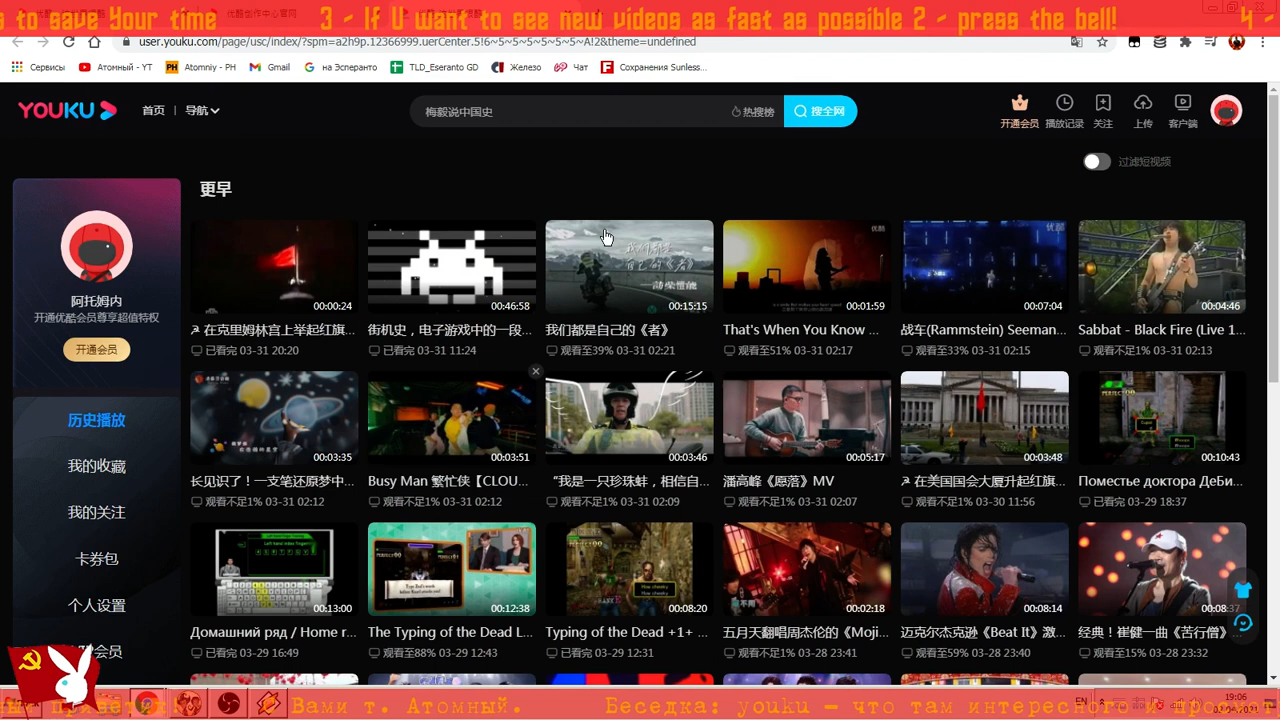 s to save Your time 3 - If U want to see new videos as fast as possible 2 - press the bell! 4 -
user.youku.com/page/usc/index/?spm=a2h9p.12366999.uerCenter.5!6~5~5~5~5~5~5~A!2&theme=undefined
Сервисы Атомный - YT Atomniy - PH Gmail на Эсперанто TLD_Eseranto GD Железо Чат Сохранения Sunless...
YOUKU 首页 | 导航 梅毅说中国史 热搜榜 搜全网 开通会员 播放记录 关注 上传 客户端
过滤短视频
更早
阿托姆内
开通优酷会员尊享超值特权
开通会员
历史播放
我的收藏
我的关注
卡券包
个人设置
会员
00:00:24 00:46:58 00:15:15 00:01:59 00:07:04 00:04:46
☭ 在克里姆林宫上举起红旗... 街机史，电子游戏中的一段... 我们都是自己的《者》 That's When You Know ... 战车(Rammstein) Seeman... Sabbat - Black Fire (Live 1...
已看完 03-31 20:20 已看完 03-31 11:24 观看至39% 03-31 02:21 观看至51% 03-31 02:17 观看至33% 03-31 02:15 观看不足1% 03-31 02:13
00:03:35 00:03:51 00:03:46 00:05:17 00:03:48 00:10:43
长见识了！一支笔还原梦中... Busy Man 繁忙侠【CLOU... “我是一只珍珠蚌，相信自... 潘高峰《愿落》MV ☭ 在美国国会大厦升起红旗... Поместье доктора ДеБи...
观看不足1% 03-31 02:12 观看不足1% 03-31 02:12 观看不足1% 03-31 02:09 观看不足1% 03-31 02:07 观看不足1% 03-30 11:56 已看完 03-29 18:37
00:13:00 00:12:38 00:08:20 00:02:18 00:08:14 00:08:37
Домашний ряд / Home r... The Typing of the Dead L... Typing of the Dead +1+ ... 五月天翻唱周杰伦的《Moji... 迈克尔杰克逊《Beat It》激... 经典！崔健一曲《苦行僧》
已看完 03-29 16:49 观看至88% 03-29 12:43 已看完 03-29 12:31 观看不足1% 03-28 23:41 观看至59% 03-28 23:40 观看至15% 03-28 23:32
Вами т. Атомный. Беседка: youku — что там интересного и
EN 19:06